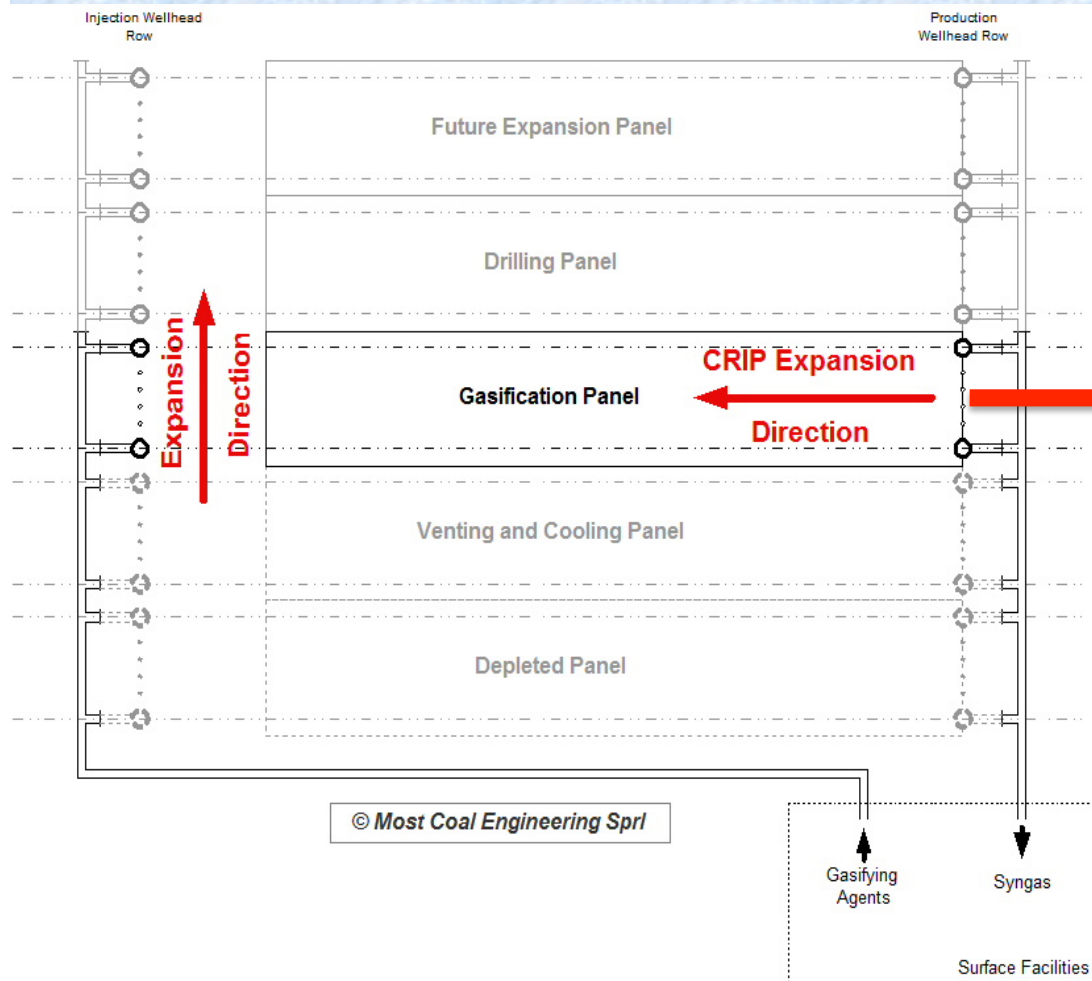 Injection Wellhead
Row
Production
Wellhead Row
Future Expansion Panel
Drilling Panel
Expansion
Direction
Gasification Panel
CRIP Expansion
Direction
Venting and Cooling Panel
Depleted Panel
© Most Coal Engineering Sprl
Gasifying
Agents
Syngas
Surface Facilities